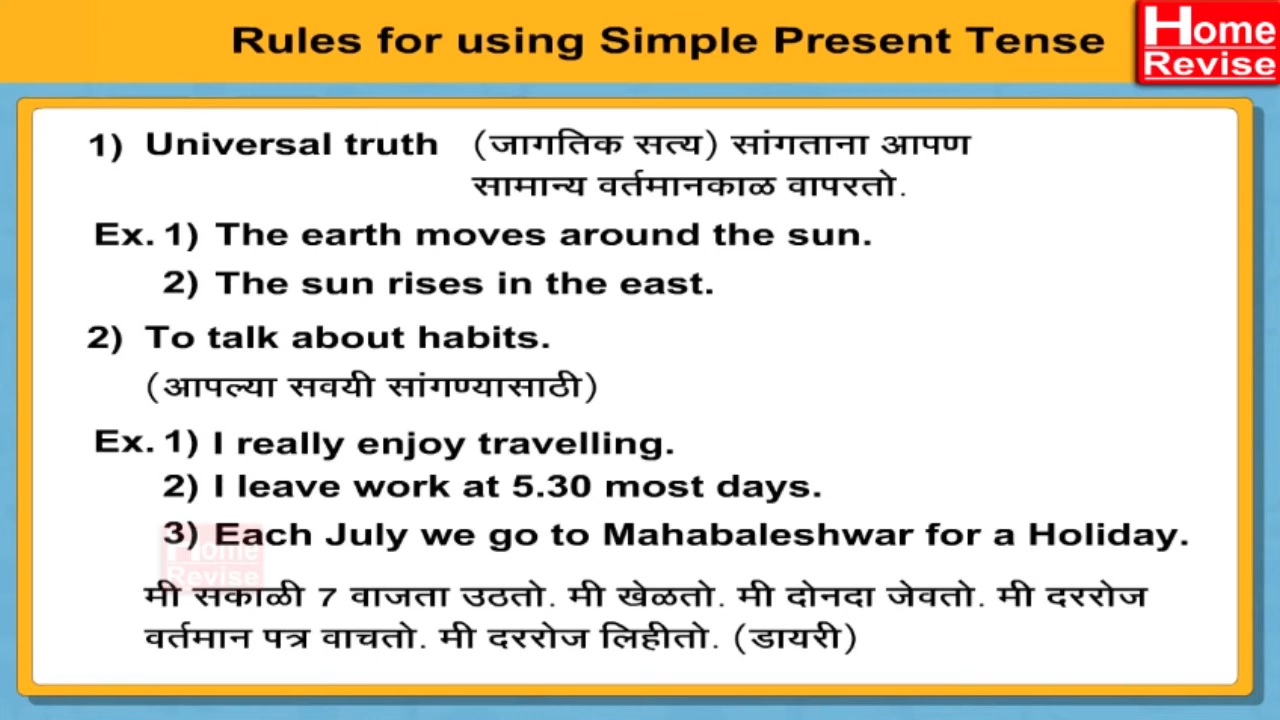 Rules for using Simple Present Tense
Home
Revise
1) Universal truth (जागतिक सत्य) सांगताना आपण
सामान्य वर्तमानकाळ वापरतो.
Ex. 1) The earth moves around the sun.
2) The sun rises in the east.
2) To talk about habits.
(आपल्या सवयी सांगण्यासाठी)
Ex. 1) I really enjoy travelling.
2) I leave work at 5.30 most days.
3) Each July we go to Mahabaleshwar for a Holiday.
Home
Revise
मी सकाळी 7 वाजता उठतो. मी खेळतो. मी दोनदा जेवतो. मी दररोज
वर्तमान पत्र वाचतो. मी दररोज लिहीतो. (डायरी)